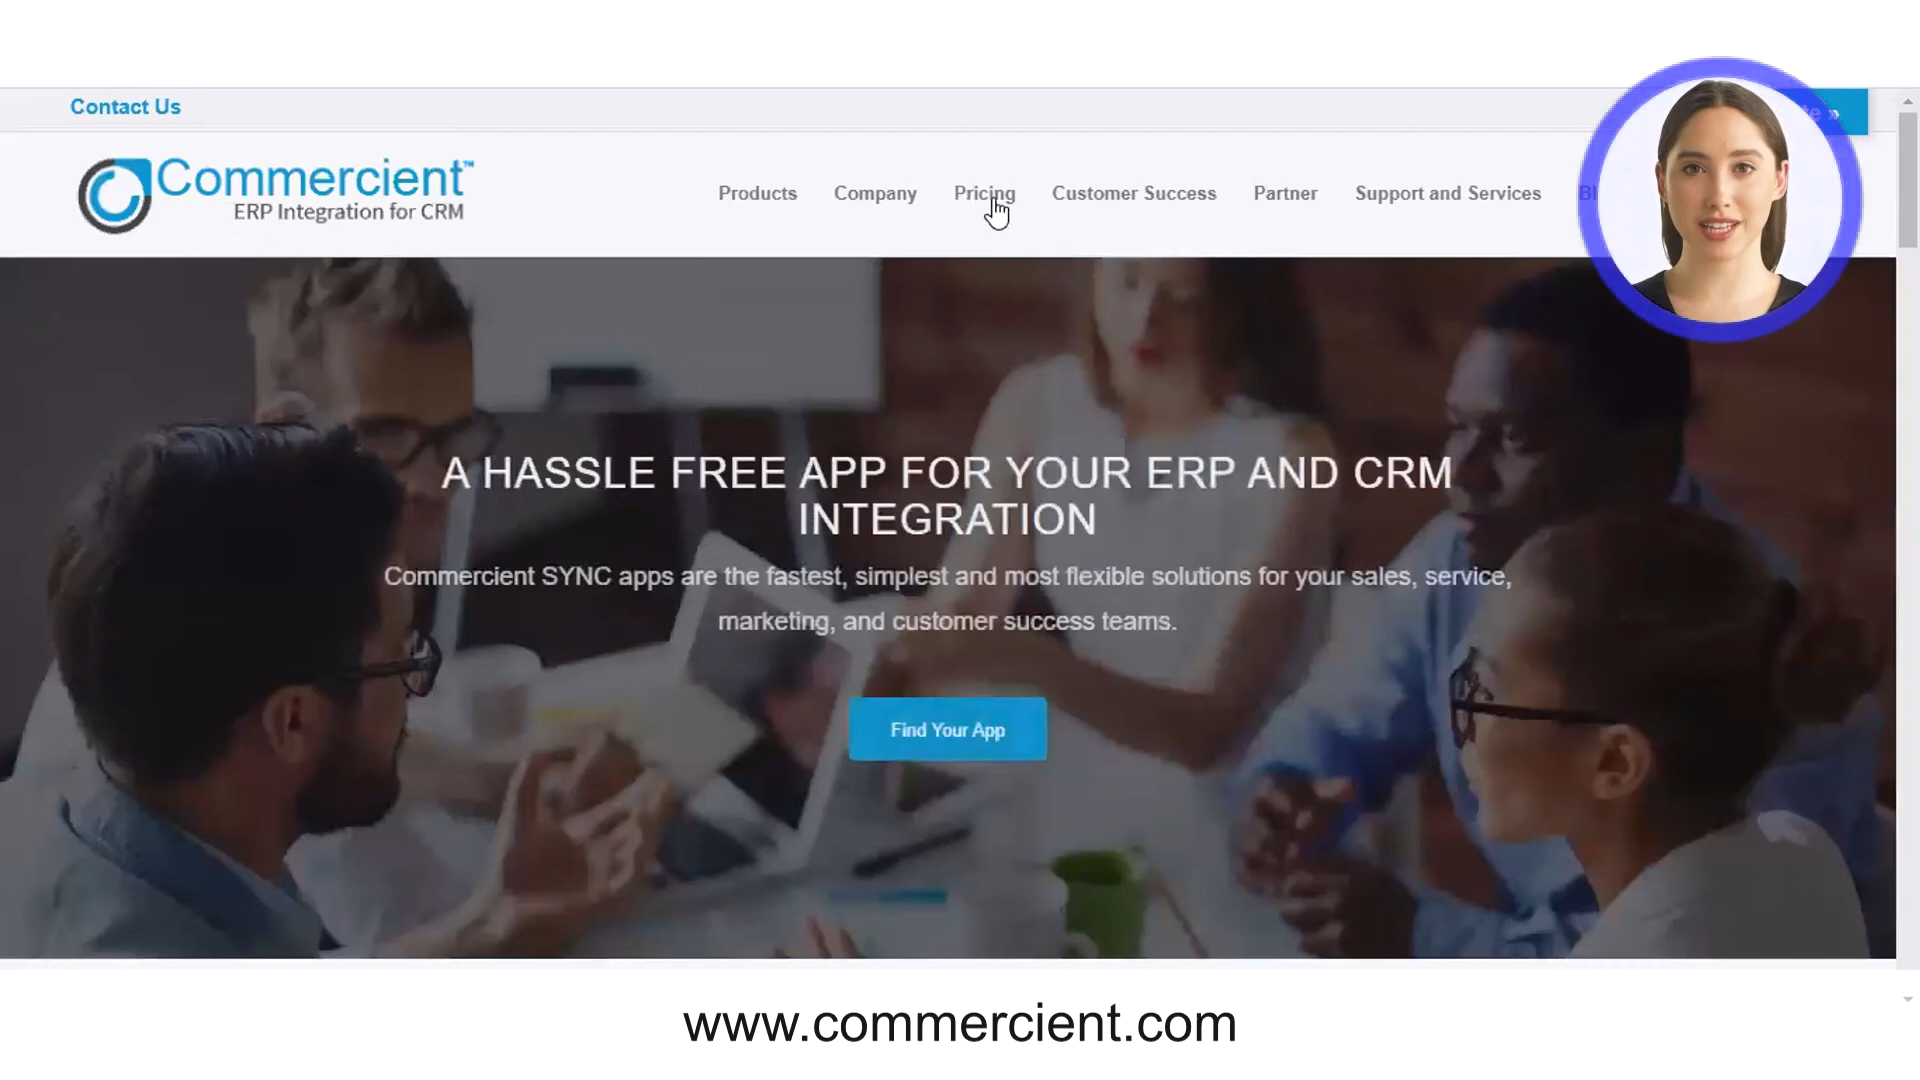 Contact Us
Commercient™
ERP Integration for CRM
Products Company Pricing Customer Success Partner Support and Services
A HASSLE FREE APP FOR YOUR ERP AND CRM
INTEGRATION
Commercient SYNC apps are the fastest, simplest and most flexible solutions for your sales, service,
marketing, and customer success teams.
Find Your App
www.commercient.com